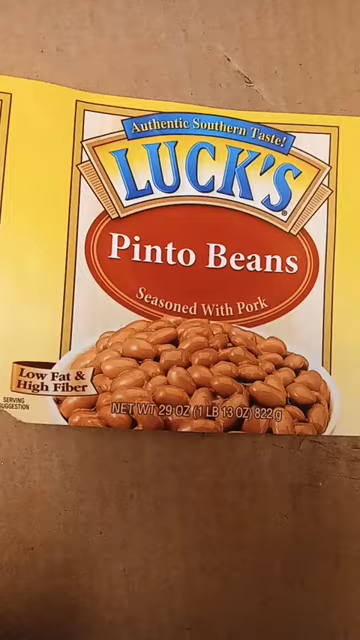 Authentic Southern Taste!
LUCK'S®
Pinto Beans
Seasoned With Pork
Low Fat &
High Fiber
SERVING
SUGGESTION
NET WT 29 OZ (1 LB 13 OZ) 822 g